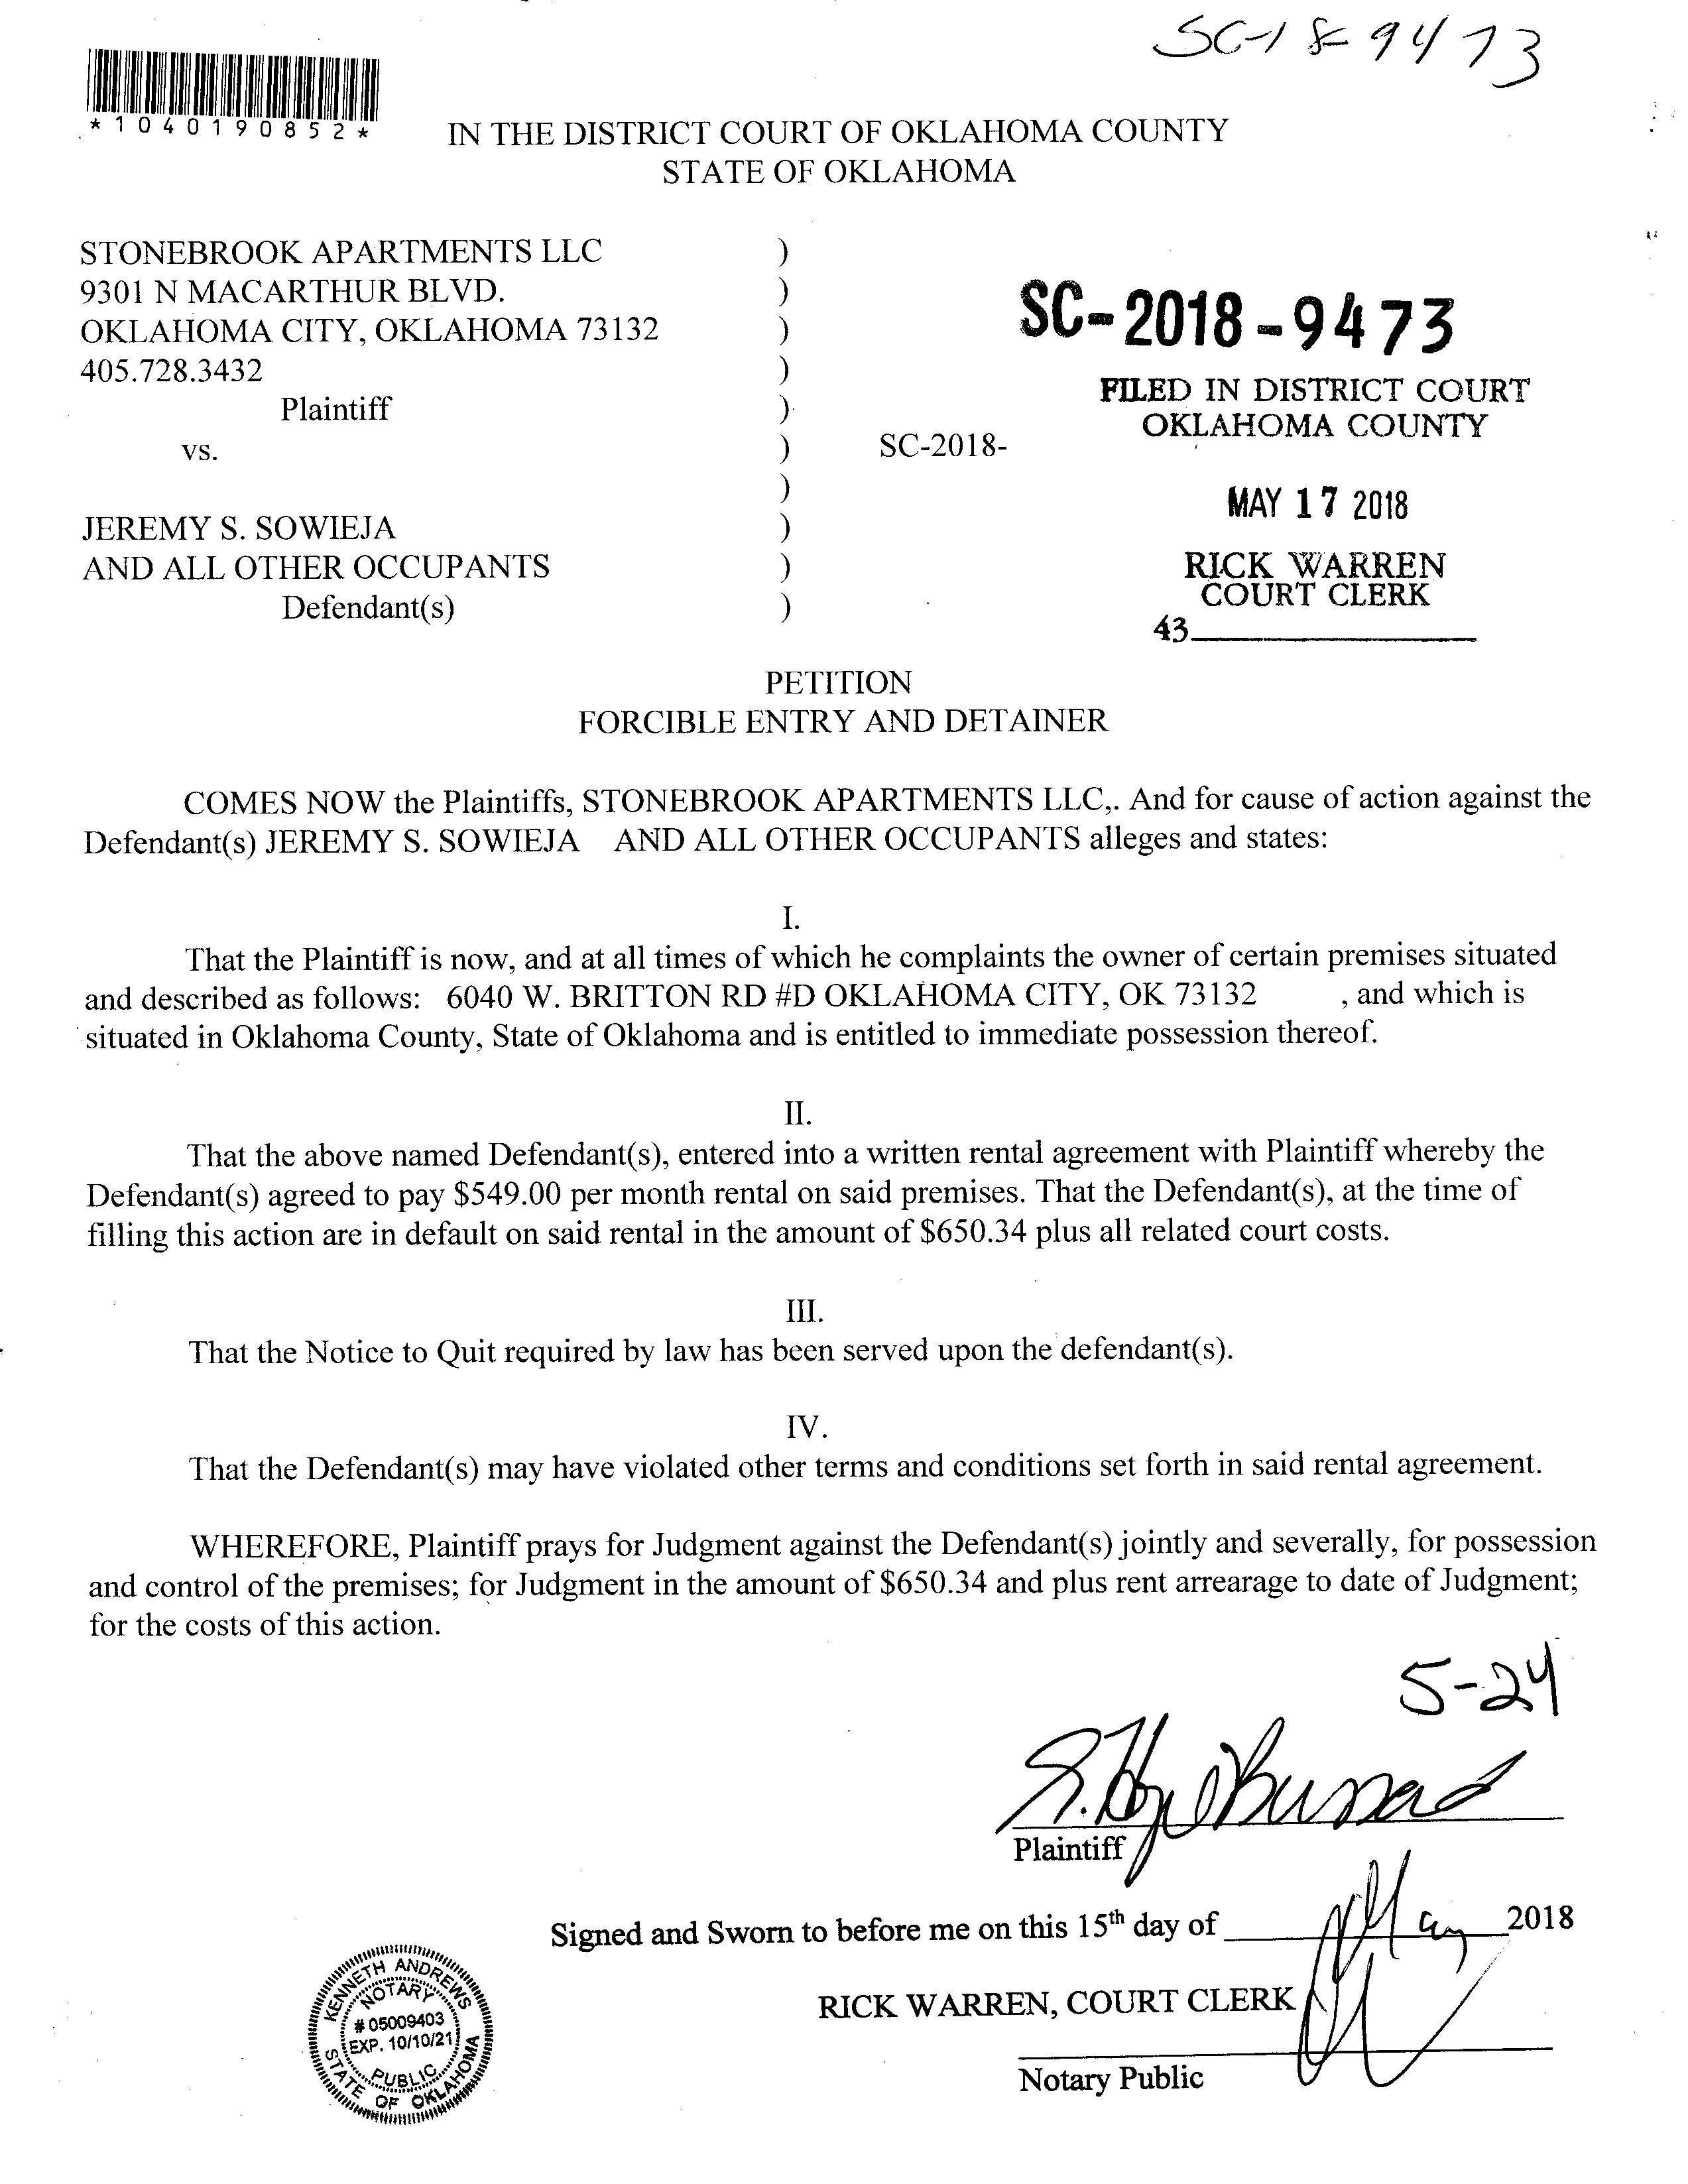 SC-18-9473
*1040190852*
IN THE DISTRICT COURT OF OKLAHOMA COUNTY
STATE OF OKLAHOMA
STONEBROOK APARTMENTS LLC )
9301 N MACARTHUR BLVD. )
OKLAHOMA CITY, OKLAHOMA 73132 )
405.728.3432 )
Plaintiff )
vs. ) SC-2018-
)
JEREMY S. SOWIEJA )
AND ALL OTHER OCCUPANTS )
Defendant(s) )
SC-2018-9473
FILED IN DISTRICT COURT
OKLAHOMA COUNTY
MAY 17 2018
RICK WARREN
COURT CLERK
43
PETITION
FORCIBLE ENTRY AND DETAINER
COMES NOW the Plaintiffs, STONEBROOK APARTMENTS LLC,. And for cause of action against the
Defendant(s) JEREMY S. SOWIEJA AND ALL OTHER OCCUPANTS alleges and states:
I.
That the Plaintiff is now, and at all times of which he complaints the owner of certain premises situated
and described as follows: 6040 W. BRITTON RD #D OKLAHOMA CITY, OK 73132 , and which is
situated in Oklahoma County, State of Oklahoma and is entitled to immediate possession thereof.
II.
That the above named Defendant(s), entered into a written rental agreement with Plaintiff whereby the
Defendant(s) agreed to pay $549.00 per month rental on said premises. That the Defendant(s), at the time of
filling this action are in default on said rental in the amount of $650.34 plus all related court costs.
III.
That the Notice to Quit required by law has been served upon the defendant(s).
IV.
That the Defendant(s) may have violated other terms and conditions set forth in said rental agreement.
WHEREFORE, Plaintiff prays for Judgment against the Defendant(s) jointly and severally, for possession
and control of the premises; for Judgment in the amount of $650.34 and plus rent arrearage to date of Judgment;
for the costs of this action.
5-24
Plaintiff
Signed and Sworn to before me on this 15th day of May 2018
RICK WARREN, COURT CLERK
Notary Public
KENNETH ANDREWS
NOTARY
# 05009403
EXP. 10/10/21
PUBLIC
STATE OF OKLAHOMA